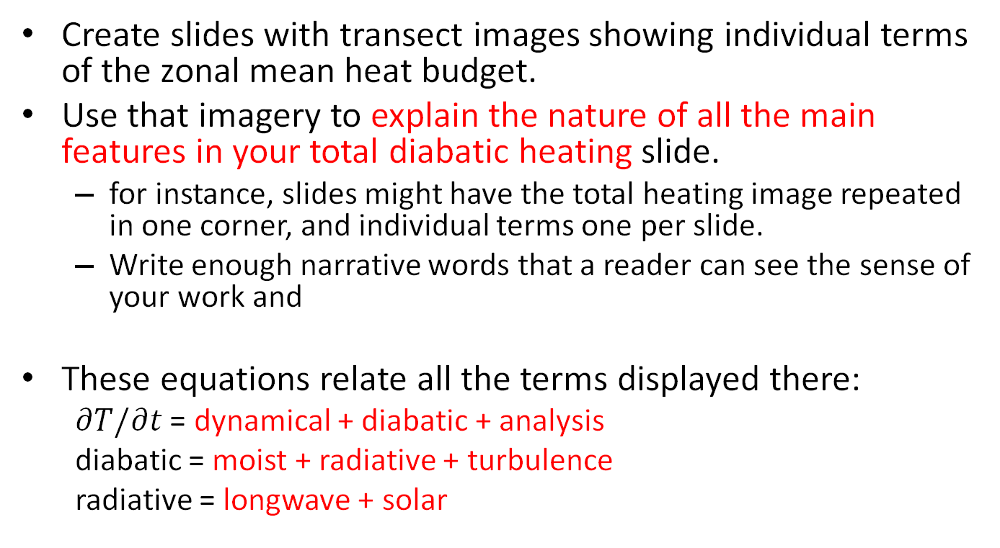 • Create slides with transect images showing individual terms
of the zonal mean heat budget.
• Use that imagery to explain the nature of all the main
features in your total diabatic heating slide.
– for instance, slides might have the total heating image repeated
in one corner, and individual terms one per slide.
– Write enough narrative words that a reader can see the sense of
your work and
• These equations relate all the terms displayed there:
∂T/∂t = dynamical + diabatic + analysis
diabatic = moist + radiative + turbulence
radiative = longwave + solar